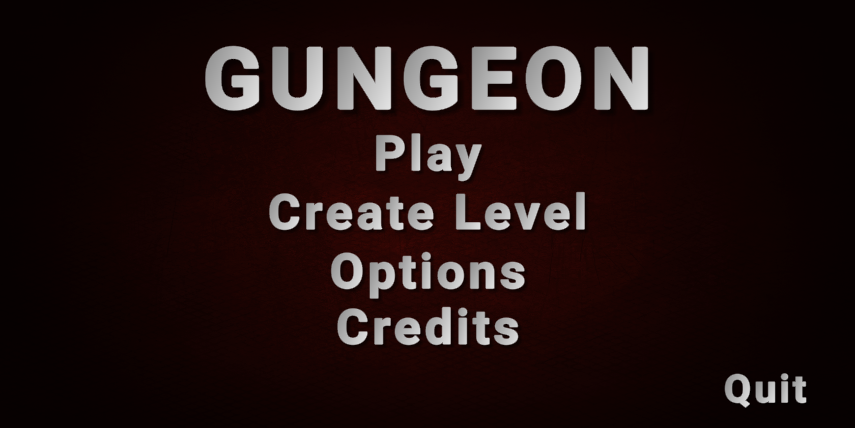 GUNGEON
Play
Create Level
Options
Credits
Quit